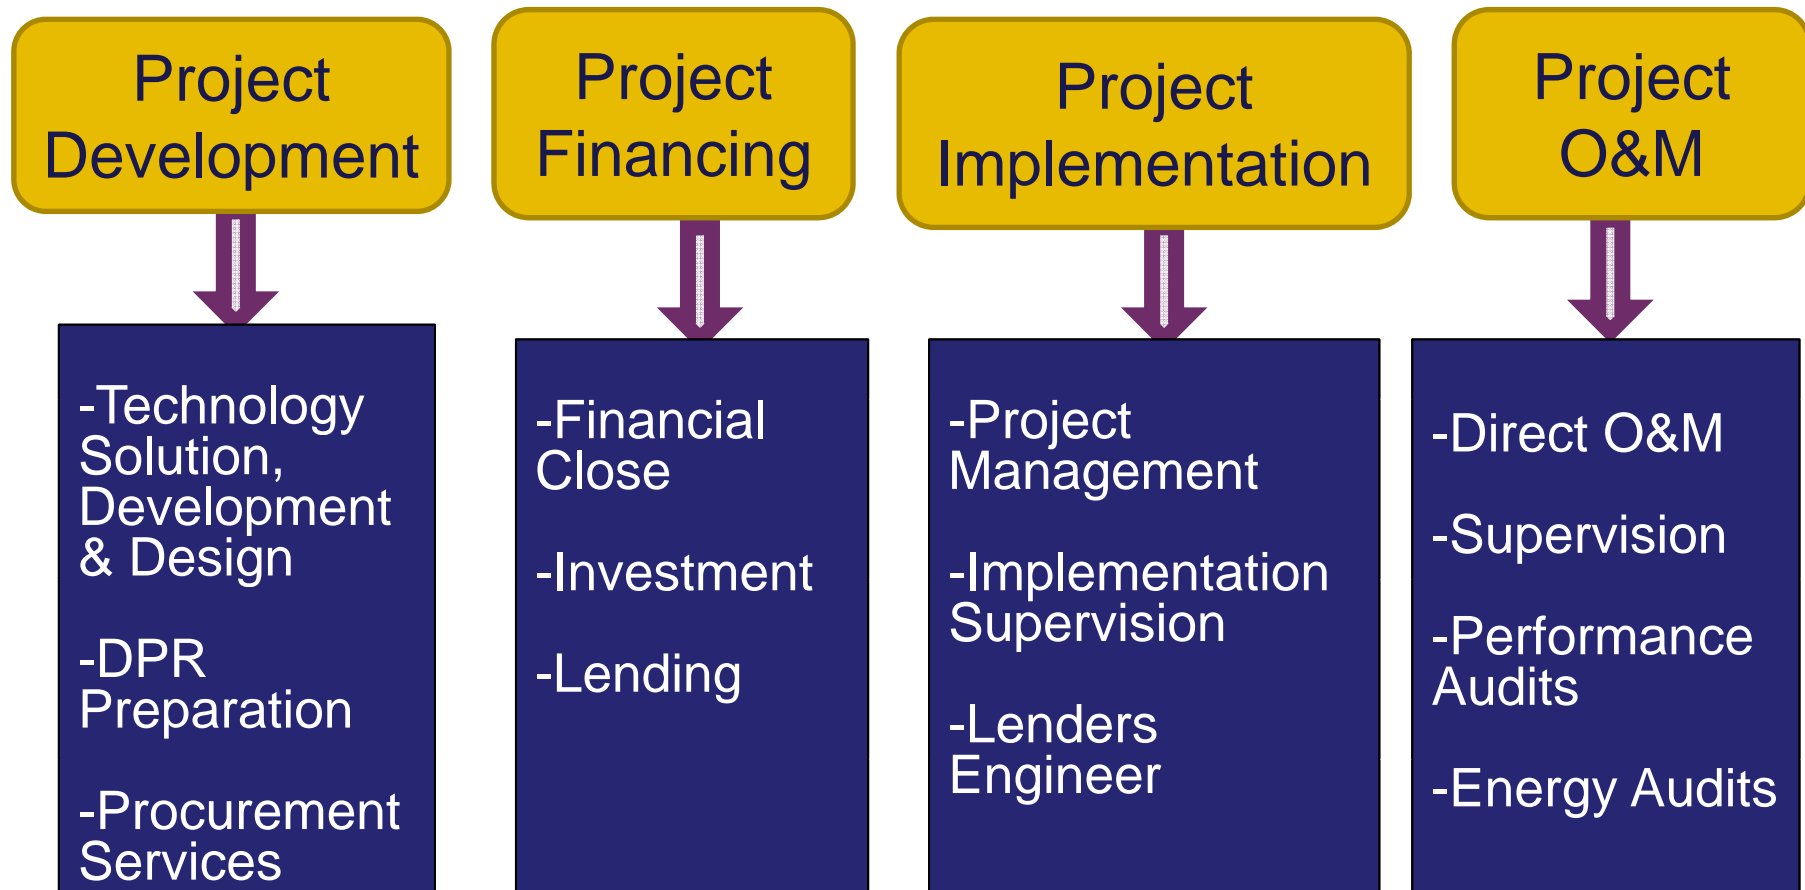 Project
Development
Project
Financing
Project
Implementation
Project
O&M
-Technology
Solution,
Development
& Design
-DPR
Preparation
-Procurement
Services
-Financial
Close
-Investment
-Lending
-Project
Management
-Implementation
Supervision
-Lenders
Engineer
-Direct O&M
-Supervision
-Performance
Audits
-Energy Audits